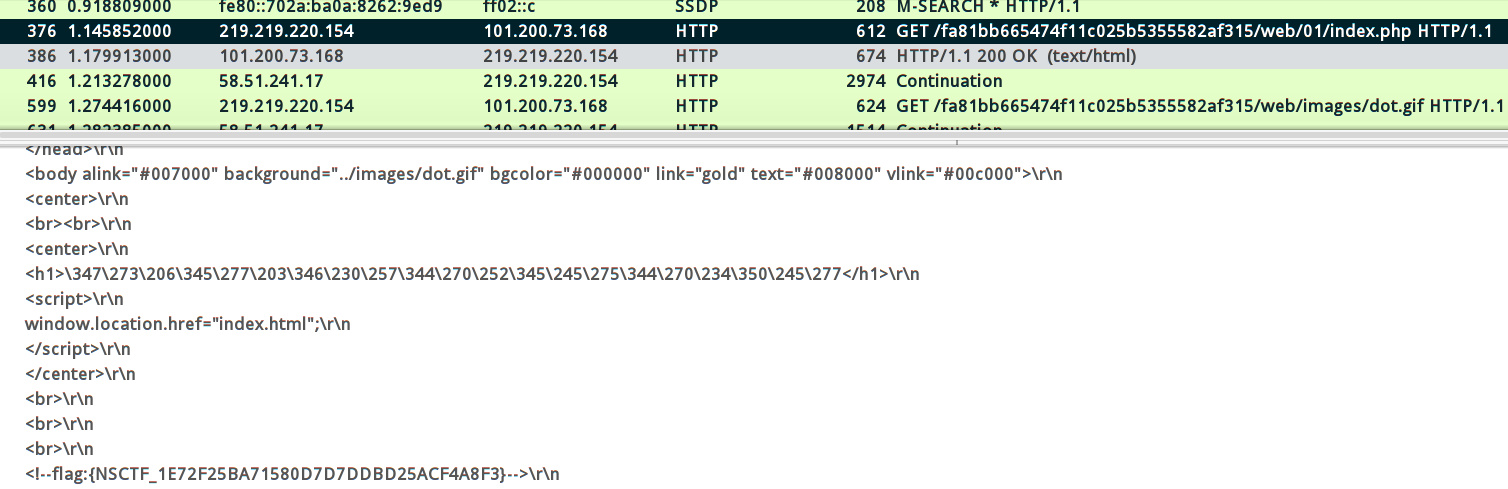 360 0.918809000 fe80::702a:ba0a:8262:9ed9 ff02::c SSDP 208 M-SEARCH * HTTP/1.1
376 1.145852000 219.219.220.154 101.200.73.168 HTTP 612 GET /fa81bb665474f11c025b5355582af315/web/01/index.php HTTP/1.1
386 1.179913000 101.200.73.168 219.219.220.154 HTTP 674 HTTP/1.1 200 OK (text/html)
416 1.213278000 58.51.241.17 219.219.220.154 HTTP 2974 Continuation
599 1.274416000 219.219.220.154 101.200.73.168 HTTP 624 GET /fa81bb665474f11c025b5355582af315/web/images/dot.gif HTTP/1.1
631 1.282385000 58.51.241.17 219.219.220.154 HTTP 1514 Continuation
</head>\r\n
<body alink="#007000" background="../images/dot.gif" bgcolor="#000000" link="gold" text="#008000" vlink="#00c000">\r\n
<center>\r\n
<br><br>\r\n
<center>\r\n
<h1>\347\273\206\345\277\203\346\230\257\344\270\252\345\245\275\344\270\234\350\245\277</h1>\r\n
<script>\r\n
window.location.href="index.html";\r\n
</script>\r\n
</center>\r\n
<br>\r\n
<br>\r\n
<br>\r\n
<!--flag:{NSCTF_1E72F25BA71580D7D7DDBD25ACF4A8F3}-->\r\n